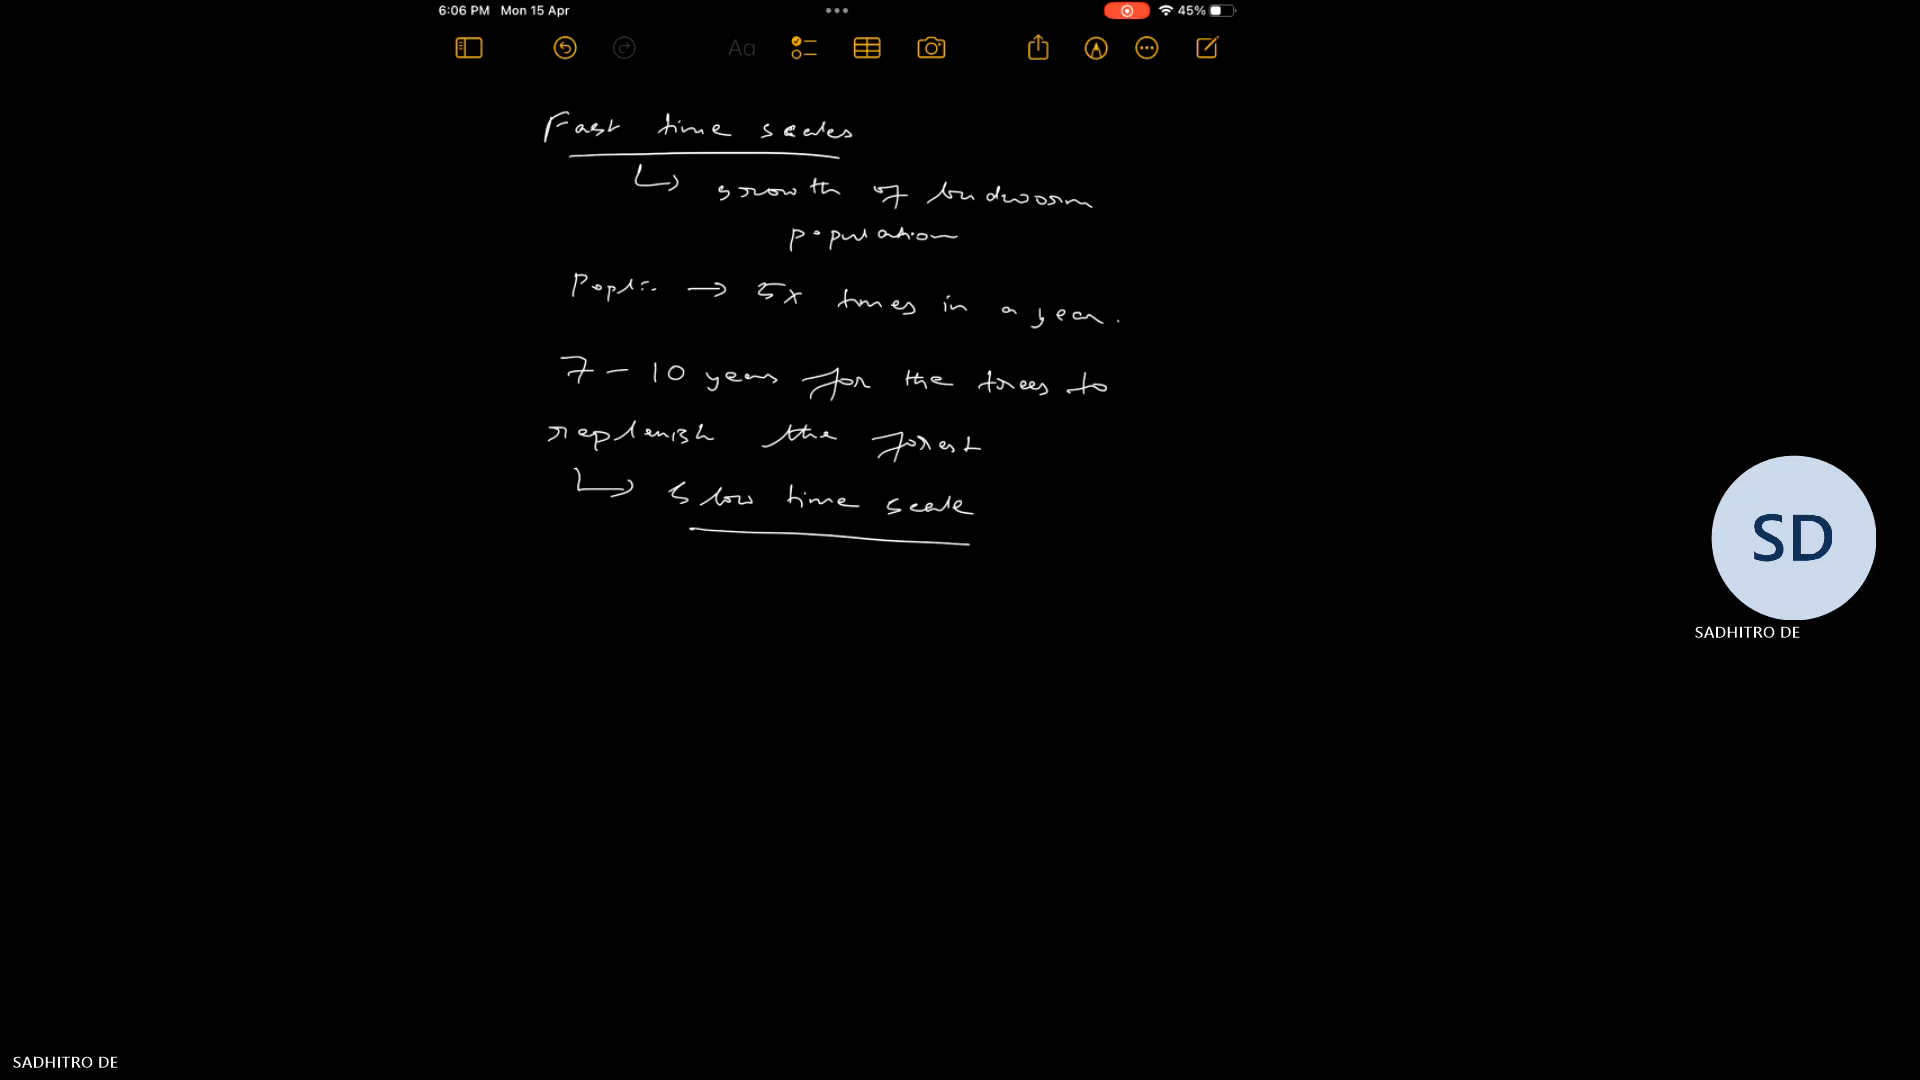 6:06 PM Mon 15 Apr
45%
Aa
Fast time scales
growth of budworm
population
Popln. → 5x times in a year.
7 - 10 years for the trees to
replenish the forest
Slow time scale
SD
SADHITRO DE
SADHITRO DE